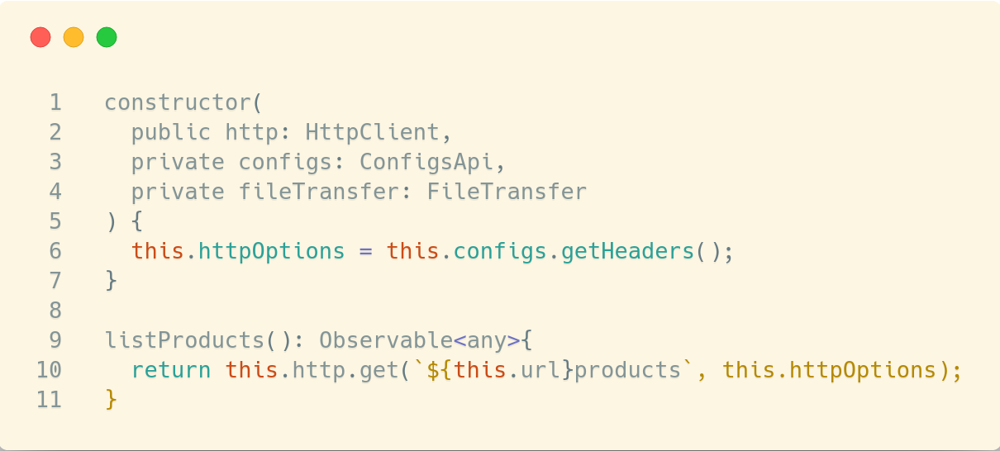 1 constructor(
2   public http: HttpClient,
3   private configs: ConfigsApi,
4   private fileTransfer: FileTransfer
5 ) {
6   this.httpOptions = this.configs.getHeaders();
7 }
8
9 listProducts(): Observable<any>{
10   return this.http.get(`${this.url}products`, this.httpOptions);
11 }